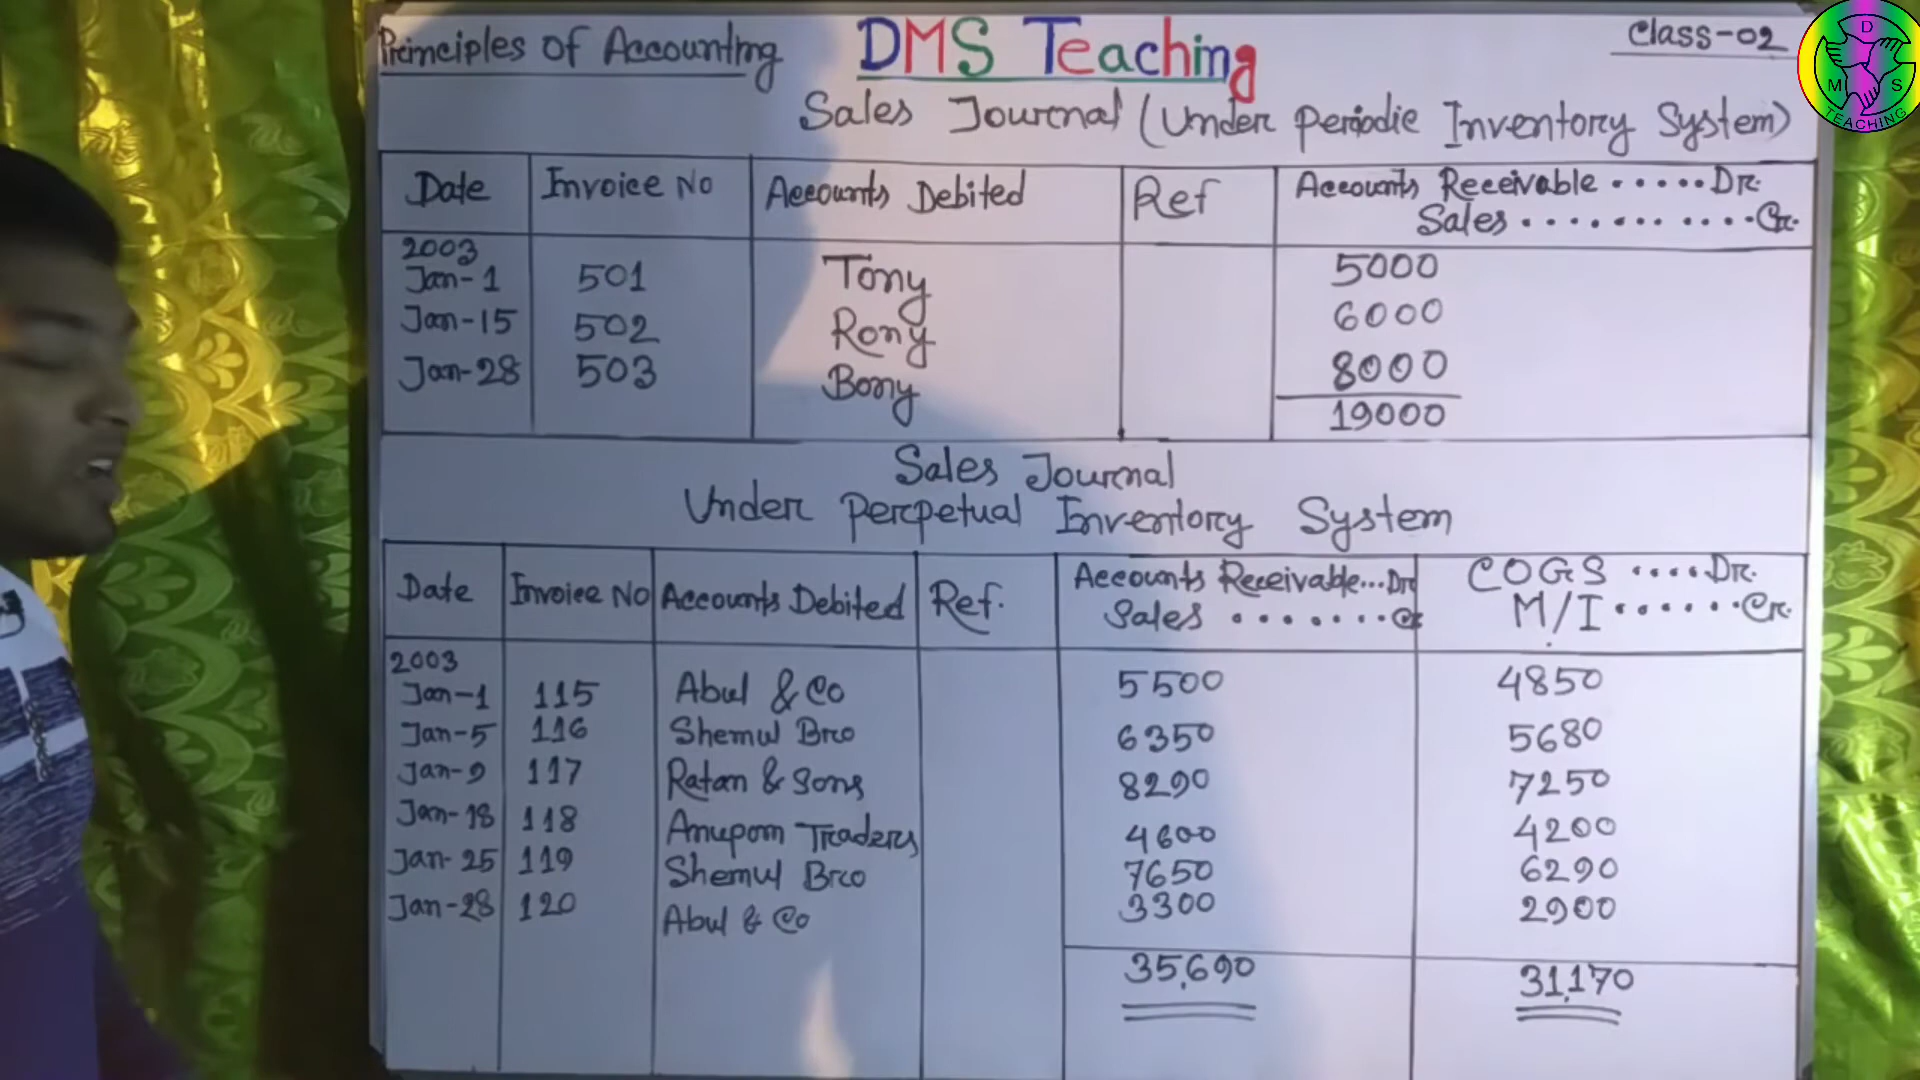 Principles of Accounting DMS Teaching Class-02
D M S TEACHING
Sales Journal (Under Periodic Inventory System)
Date Invoice No Accounts Debited Ref Accounts Receivable ..... Dr.
Sales ........... Cr.
2003
Jan-1 501 Tony 5000
Jan-15 502 Rony 6000
Jan-28 503 Bony 8000
19000
Sales Journal
Under Perpetual Inventory System
Date Invoice No Accounts Debited Ref. Accounts Receivable...Dr COGS ....Dr.
Sales .......Cr M/I ......Cr.
2003
Jan-1 115 Abul & Co 5500 4850
Jan-5 116 Shemul Bro 6350 5680
Jan-9 117 Ratan & Sons 8290 7250
Jan-18 118 Anupom Traders 4600 4200
Jan-25 119 Shemul Bro 7650 6290
Jan-28 120 Abul & Co 3300 2900
35,690 31,170